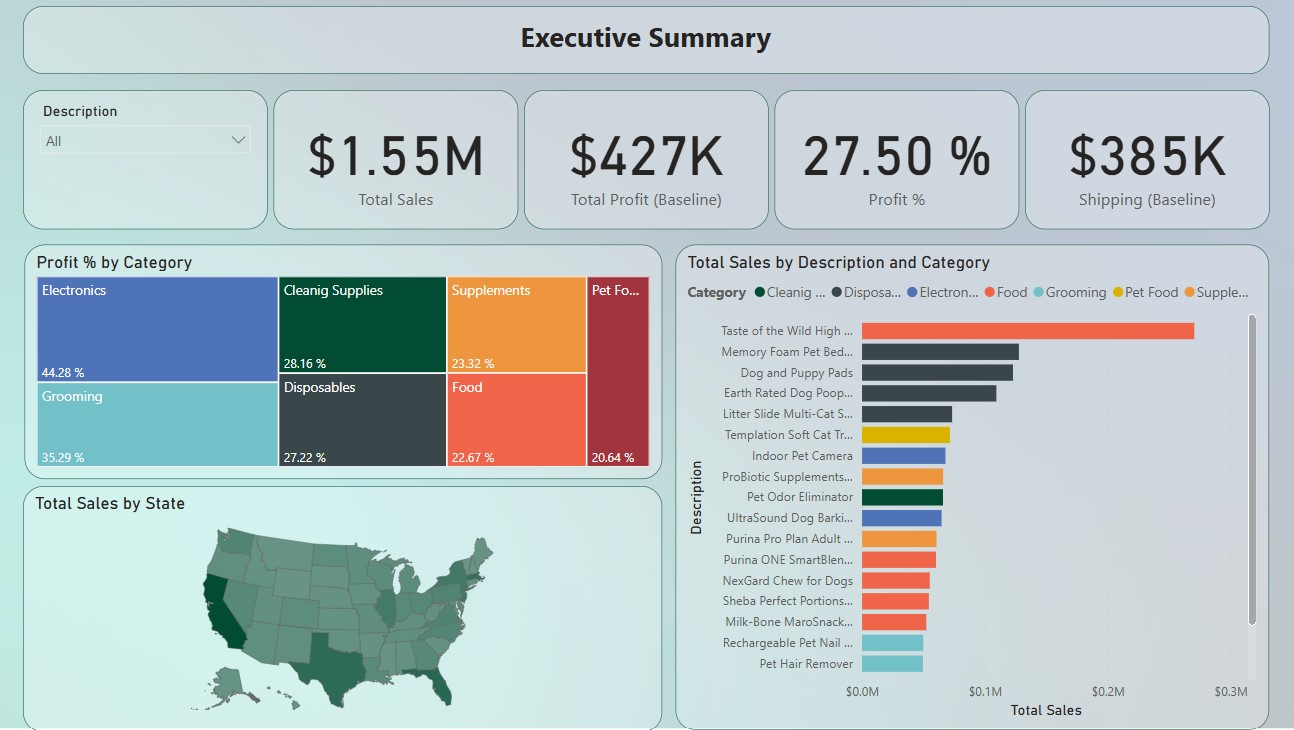 Executive Summary
Description
All
$1.55M
Total Sales
$427K
Total Profit (Baseline)
27.50 %
Profit %
$385K
Shipping (Baseline)
Profit % by Category
Electronics
44.28 %
Grooming
35.29 %
Cleanig Supplies
28.16 %
Disposables
27.22 %
Supplements
23.32 %
Food
22.67 %
Pet Fo...
20.64 %
Total Sales by State
Total Sales by Description and Category
Category Cleanig ... Disposa... Electron... Food Grooming Pet Food Supple...
Description
Taste of the Wild High ...
Memory Foam Pet Bed...
Dog and Puppy Pads
Earth Rated Dog Poop...
Litter Slide Multi-Cat S...
Templation Soft Cat Tr...
Indoor Pet Camera
ProBiotic Supplements...
Pet Odor Eliminator
UltraSound Dog Barki...
Purina Pro Plan Adult ...
Purina ONE SmartBlen...
NexGard Chew for Dogs
Sheba Perfect Portions...
Milk-Bone MaroSnack...
Rechargeable Pet Nail ...
Pet Hair Remover
$0.0M $0.1M $0.2M $0.3M
Total Sales